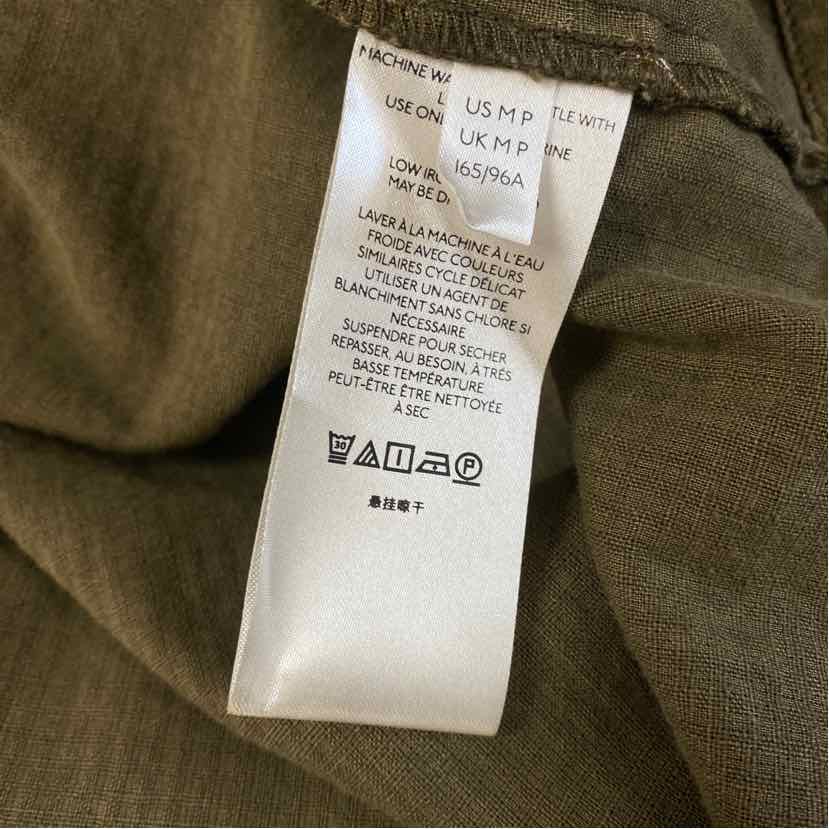 MACHINE WA
USE ONL
LOW IR
MAY BE D
US M P
UK M P
165/96A
TLE WITH
RINE
LAVER À LA MACHINE À L'EAU
FROIDE AVEC COULEURS
SIMILAIRES CYCLE DÉLICAT
UTILISER UN AGENT DE
BLANCHIMENT SANS CHLORE SI
NÉCESSAIRE
SUSPENDRE POUR SECHER
REPASSER, AU BESOIN, À TRÉS
BASSE TEMPÉRATURE
PEUT-ÊTRE ÊTRE NETTOYÉE
À SEC
30
P
悬挂晾干